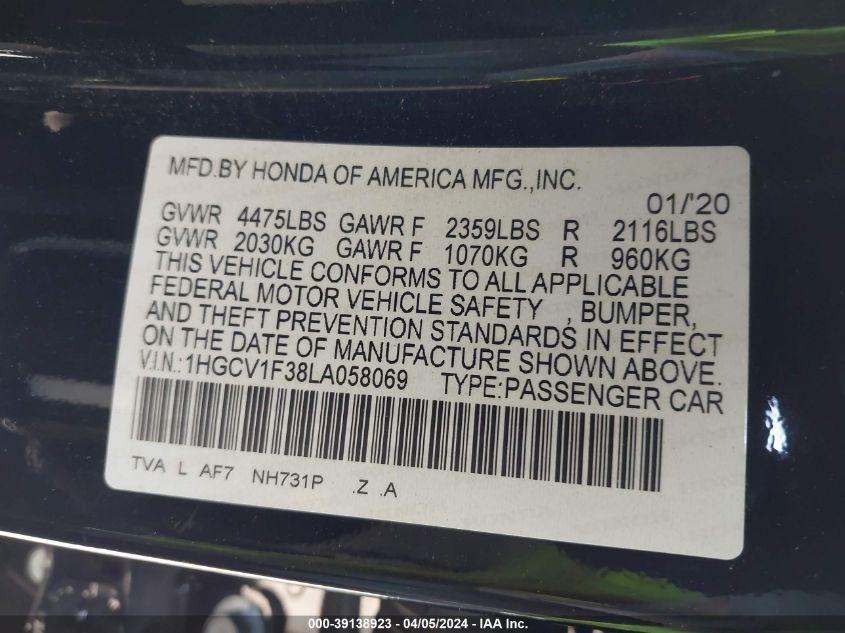 MFD.BY HONDA OF AMERICA MFG.,INC.
01/'20
GVWR 4475LBS GAWR F 2359LBS R 2116LBS
GVWR 2030KG GAWR F 1070KG R 960KG
THIS VEHICLE CONFORMS TO ALL APPLICABLE
FEDERAL MOTOR VEHICLE SAFETY , BUMPER,
AND THEFT PREVENTION STANDARDS IN EFFECT
ON THE DATE OF MANUFACTURE SHOWN ABOVE.
V.I.N.:1HGCV1F38LA058069 TYPE:PASSENGER CAR
TVA L AF7 NH731P .Z .A
000-39138923 - 04/05/2024 - IAA Inc.